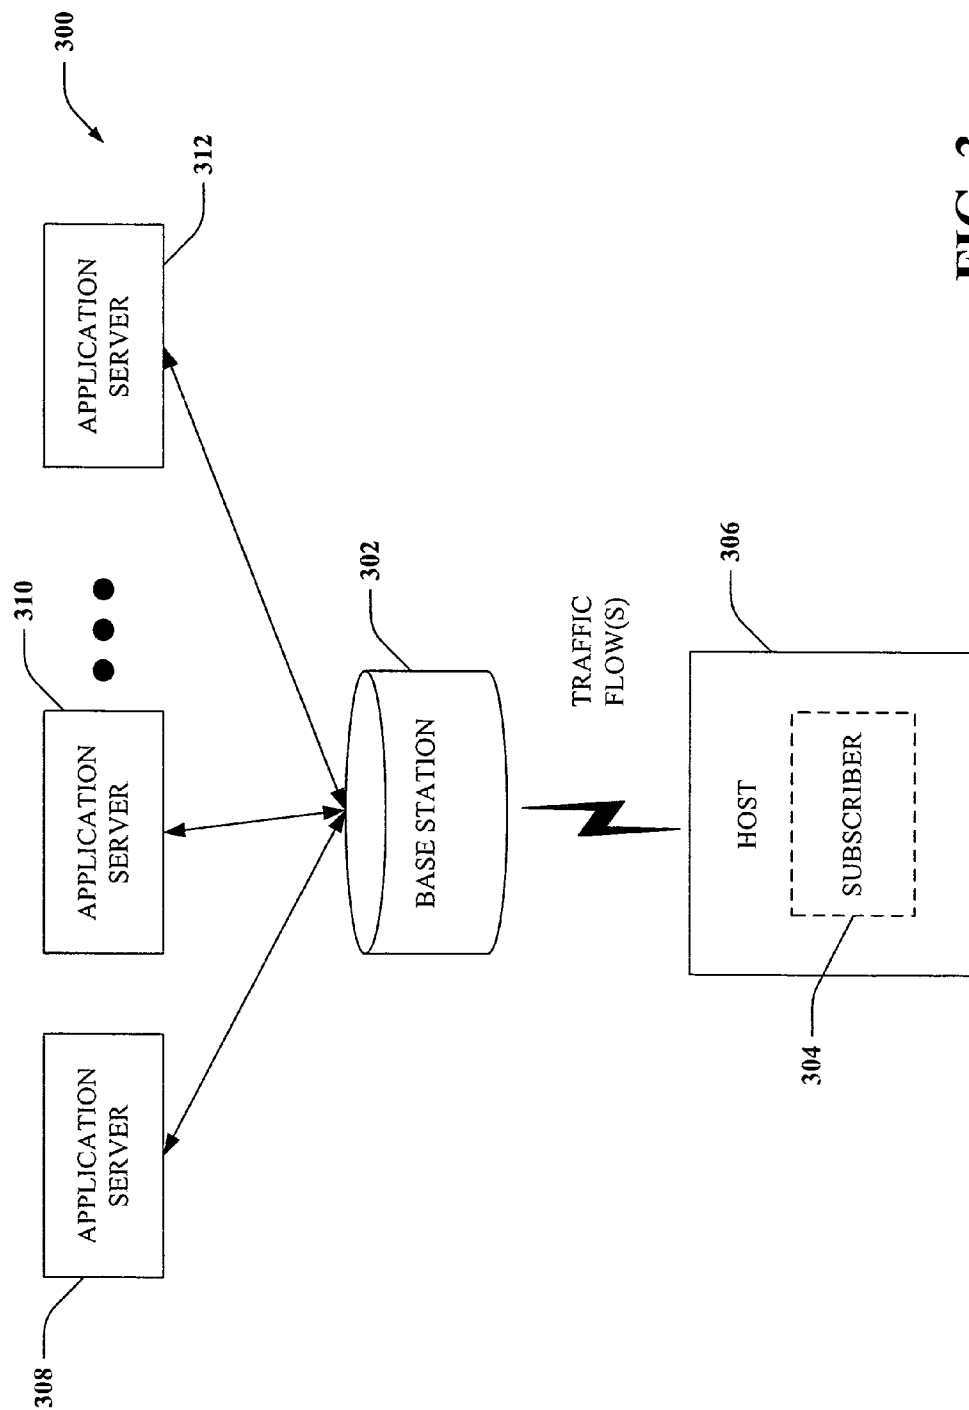 300
308
APPLICATION
SERVER
310
APPLICATION
SERVER
312
APPLICATION
SERVER
302
BASE STATION
TRAFFIC
FLOW(S)
306
HOST
SUBSCRIBER
304
FIG.